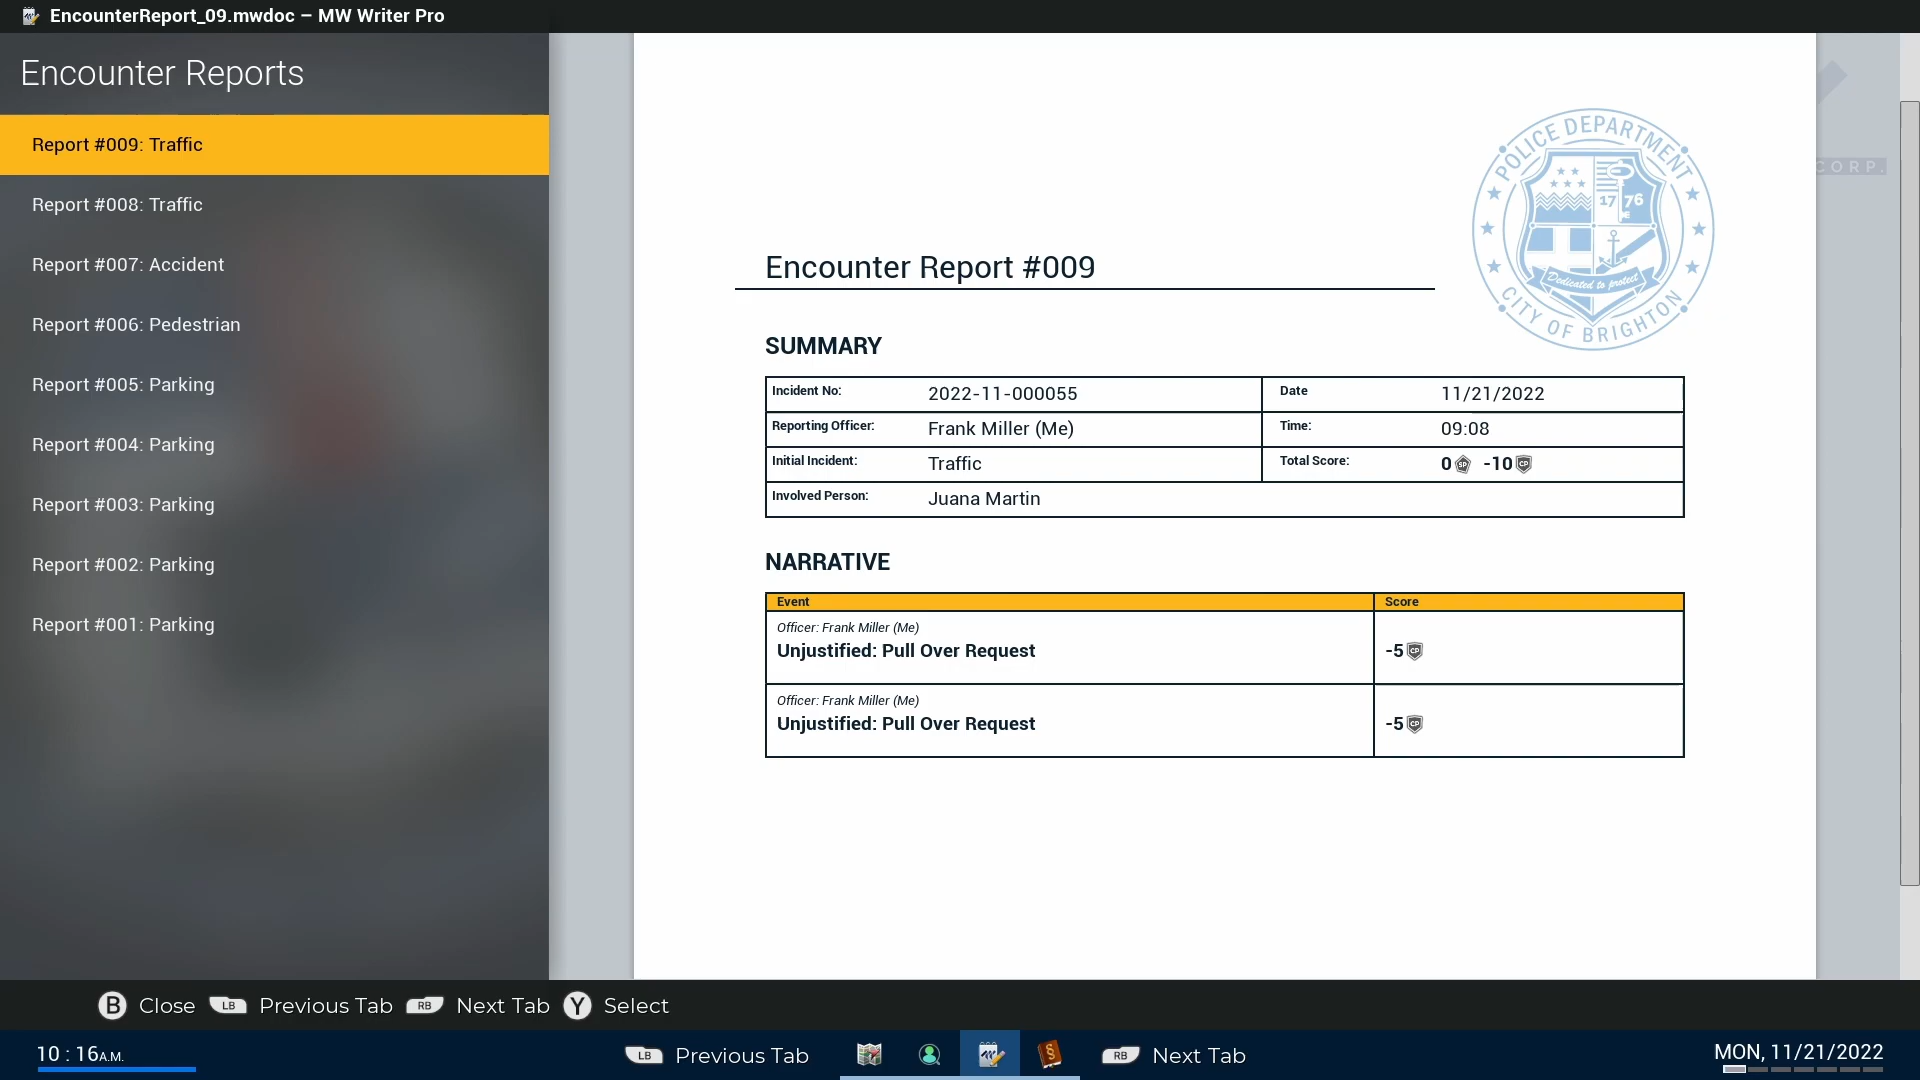 EncounterReport_09.mwdoc – MW Writer Pro
Encounter Reports
Report #009: Traffic
Report #008: Traffic
Report #007: Accident
Report #006: Pedestrian
Report #005: Parking
Report #004: Parking
Report #003: Parking
Report #002: Parking
Report #001: Parking
CORP.
POLICE DEPARTMENT
1776
Dedicated to protect
CITY OF BRIGHTON
Encounter Report #009
SUMMARY
Incident No: 2022-11-000055 Date 11/21/2022
Reporting Officer: Frank Miller (Me) Time: 09:08
Initial Incident: Traffic Total Score: 0 SP -10 CP
Involved Person: Juana Martin
NARRATIVE
Event Score
Officer: Frank Miller (Me)
Unjustified: Pull Over Request -5 CP
Officer: Frank Miller (Me)
Unjustified: Pull Over Request -5 CP
B Close LB Previous Tab RB Next Tab Y Select
10 : 16 A.M. LB Previous Tab RB Next Tab MON, 11/21/2022